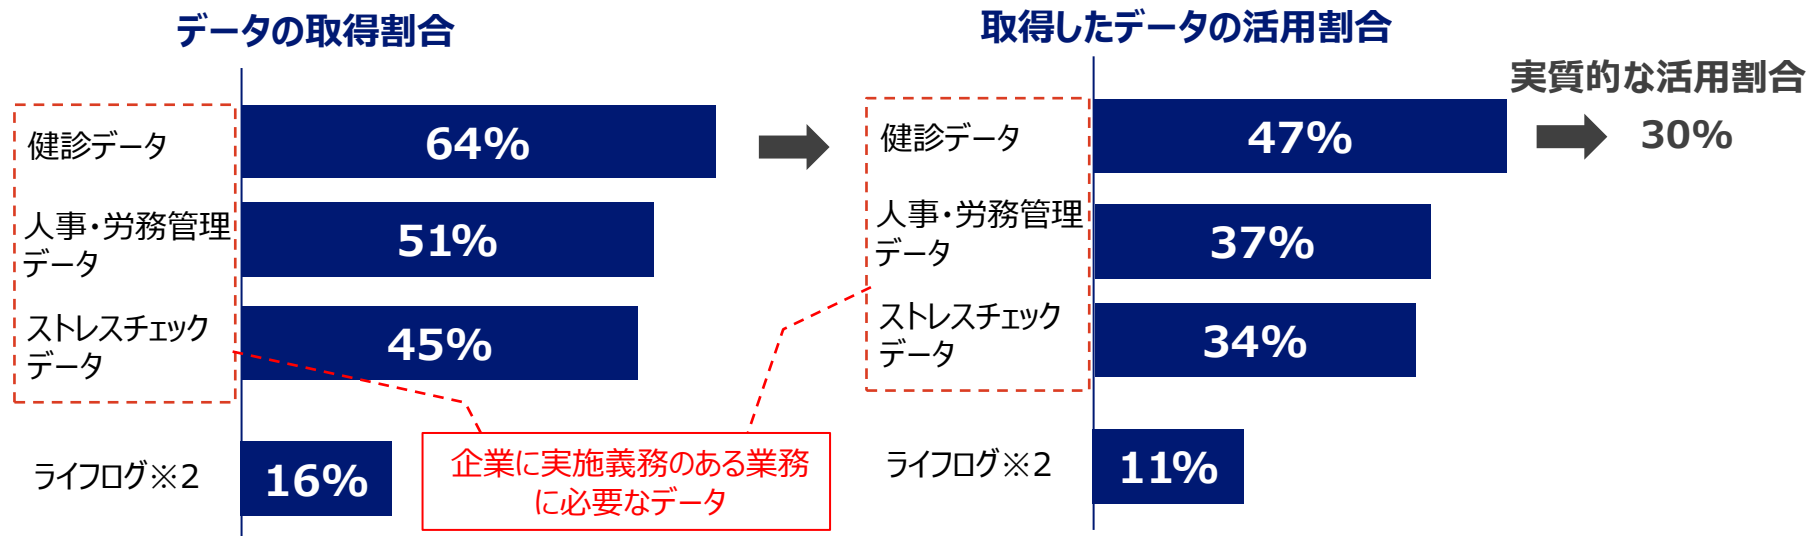 データの取得割合
健診データ
64%
人事・労務管理
データ
51%
ストレスチェック
データ
45%
ライフログ※2
16%
企業に実施義務のある業務
に必要なデータ
取得したデータの活用割合
健診データ
47%
実質的な活用割合
30%
人事・労務管理
データ
37%
ストレスチェック
データ
34%
ライフログ※2
11%